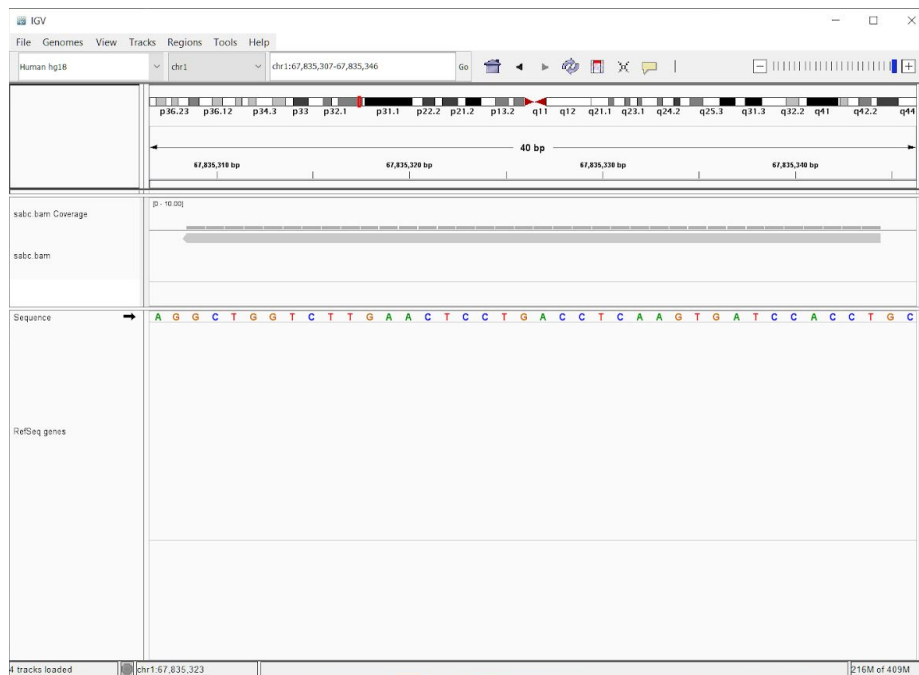 IGV
File Genomes View Tracks Regions Tools Help
Human hg18 chr1 chr1:67,835,307-67,835,346 Go
p36.23 p36.12 p34.3 p33 p32.1 p31.1 p22.2 p21.2 p13.2 q11 q12 q21.1 q23.1 q24.2 q25.3 q31.3 q32.2 q41 q42.2 q44
40 bp
67,835,310 bp 67,835,320 bp 67,835,330 bp 67,835,340 bp
[0 - 10.00]
sabc.bam Coverage
sabc.bam
Sequence A G G C T G G T C T T G A A C T C C T G A C C T C A A G T G A T C C A C C T G C
RefSeq genes
4 tracks loaded chr1:67,835,323 216M of 409M